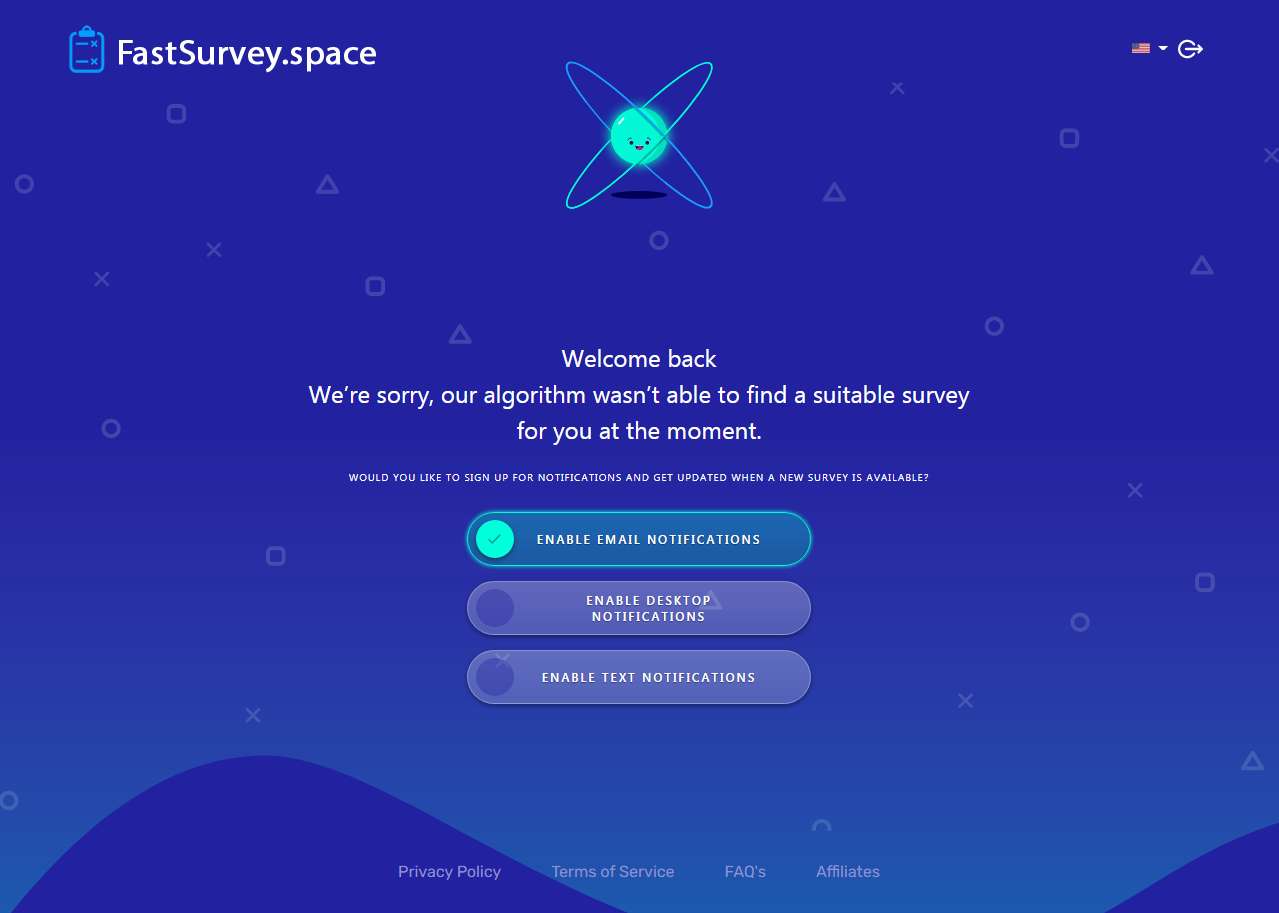 FastSurvey.space
Welcome back
We’re sorry, our algorithm wasn’t able to find a suitable survey
for you at the moment.
WOULD YOU LIKE TO SIGN UP FOR NOTIFICATIONS AND GET UPDATED WHEN A NEW SURVEY IS AVAILABLE?
ENABLE EMAIL NOTIFICATIONS
ENABLE DESKTOP
NOTIFICATIONS
ENABLE TEXT NOTIFICATIONS
Privacy Policy Terms of Service FAQ's Affiliates